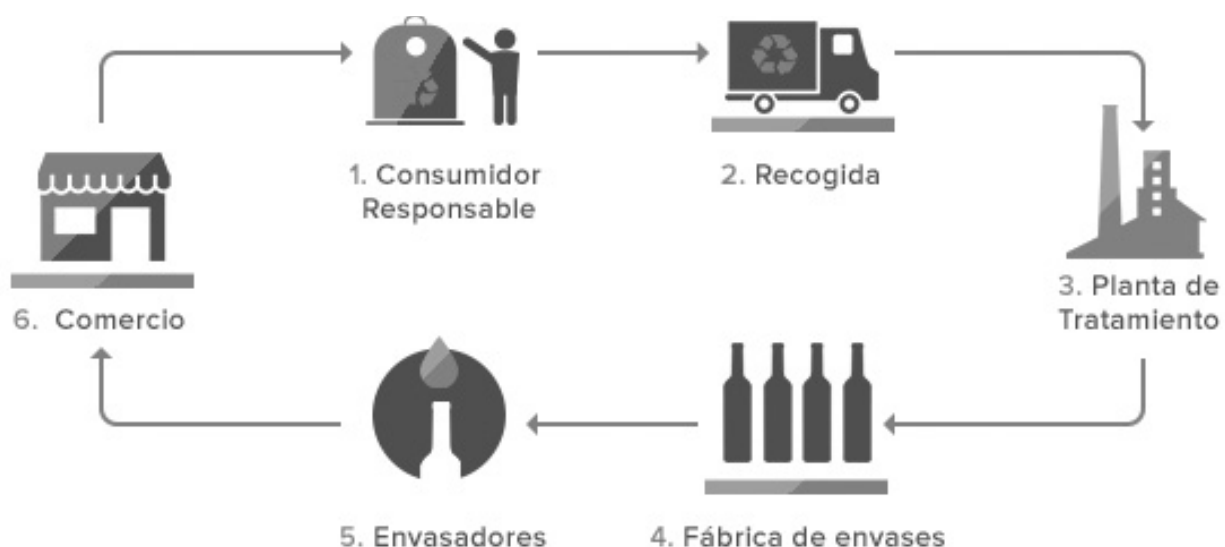 1. Consumidor
Responsable
2. Recogida
3. Planta de
Tratamiento
4. Fábrica de envases
5. Envasadores
6. Comercio